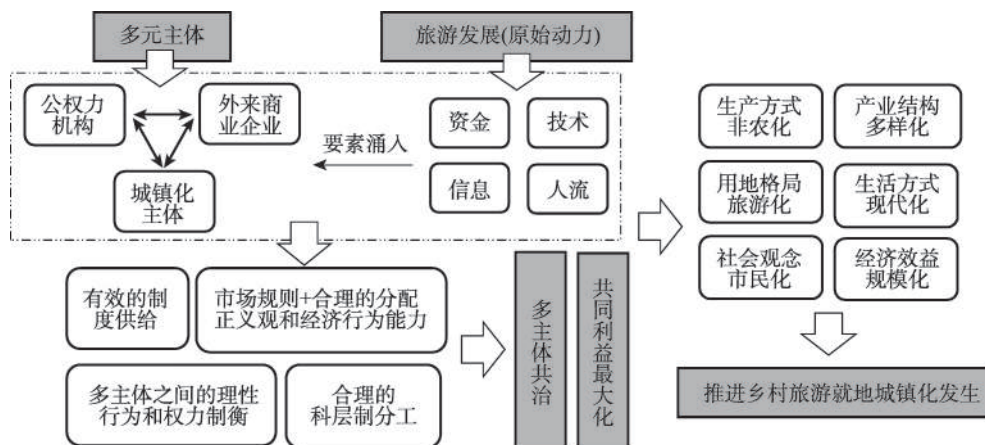 多元主体
旅游发展(原始动力)
公权力
机构
外来商
业企业
城镇化
主体
要素涌入
资金
技术
信息
人流
有效的制
度供给
市场规则+合理的分配
正义观和经济行为能力
多主体之间的理性
行为和权力制衡
合理的
科层制分工
多主体共治
共同利益最大化
生产方式
非农化
产业结构
多样化
用地格局
旅游化
生活方式
现代化
社会观念
市民化
经济效益
规模化
推进乡村旅游就地城镇化发生